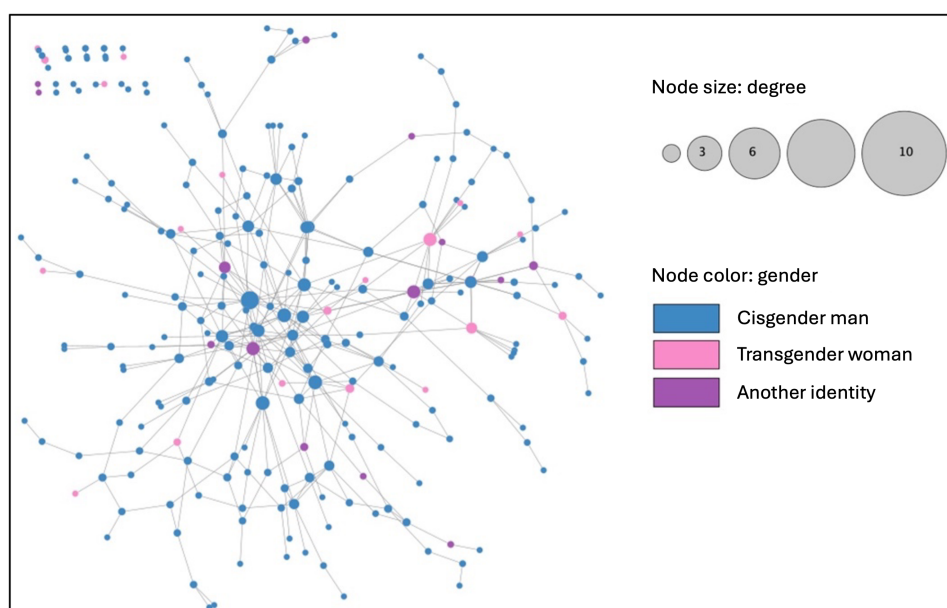 Node size: degree
3
6
10
Node color: gender
Cisgender man
Transgender woman
Another identity